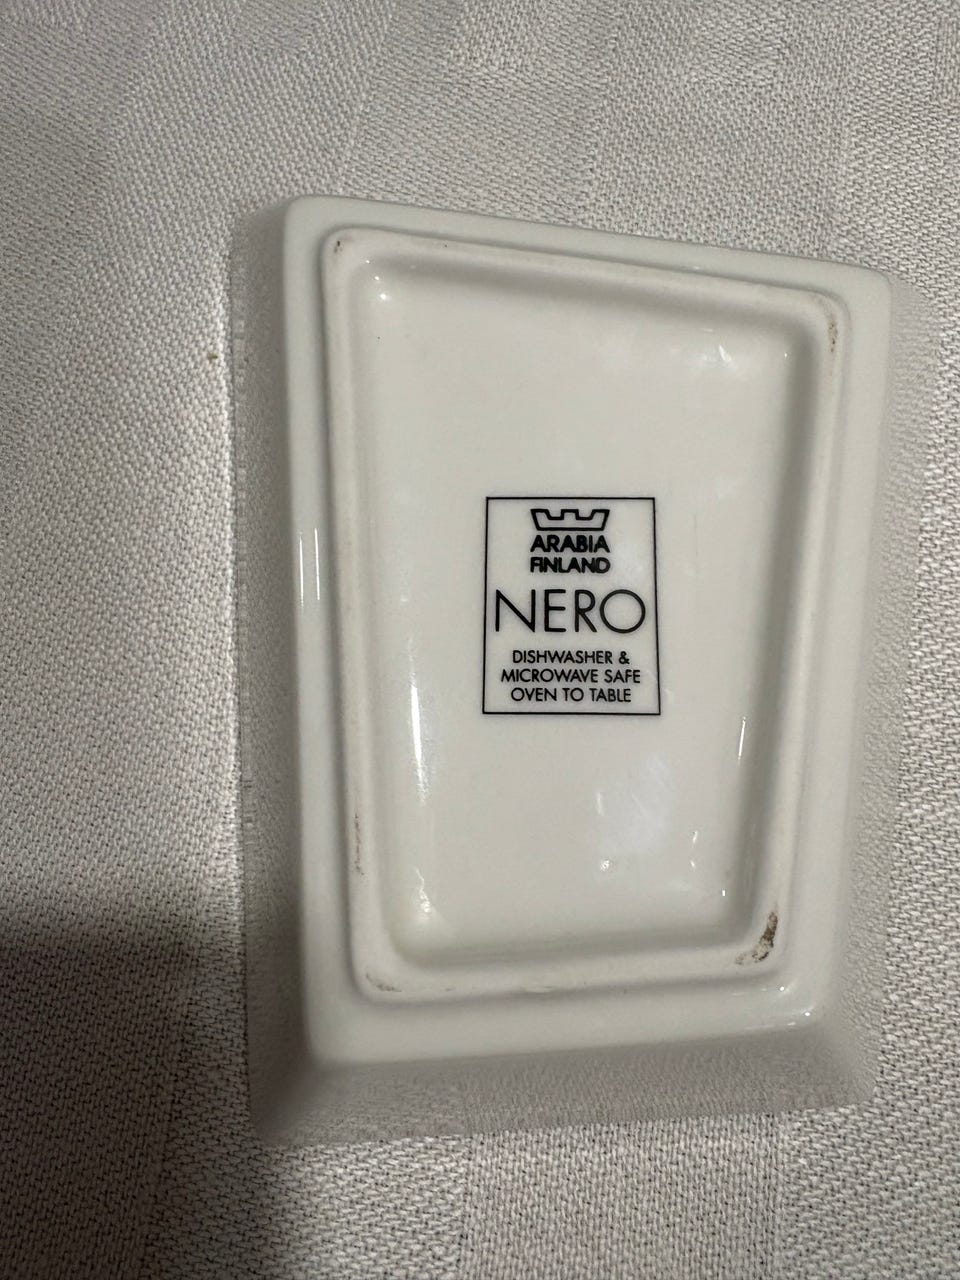 ARABIA
FINLAND
NERO
DISHWASHER &
MICROWAVE SAFE
OVEN TO TABLE